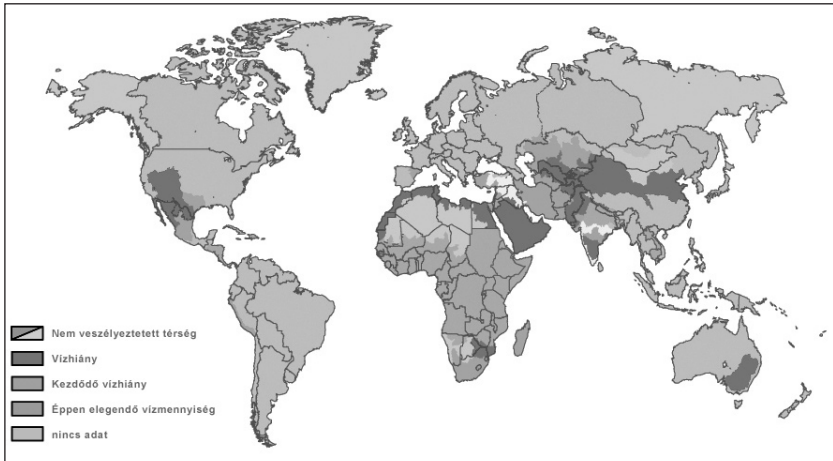 Nem veszélyeztetett térség
Vízhiány
Kezdődő vízhiány
Éppen elegendő vízmennyiség
nincs adat